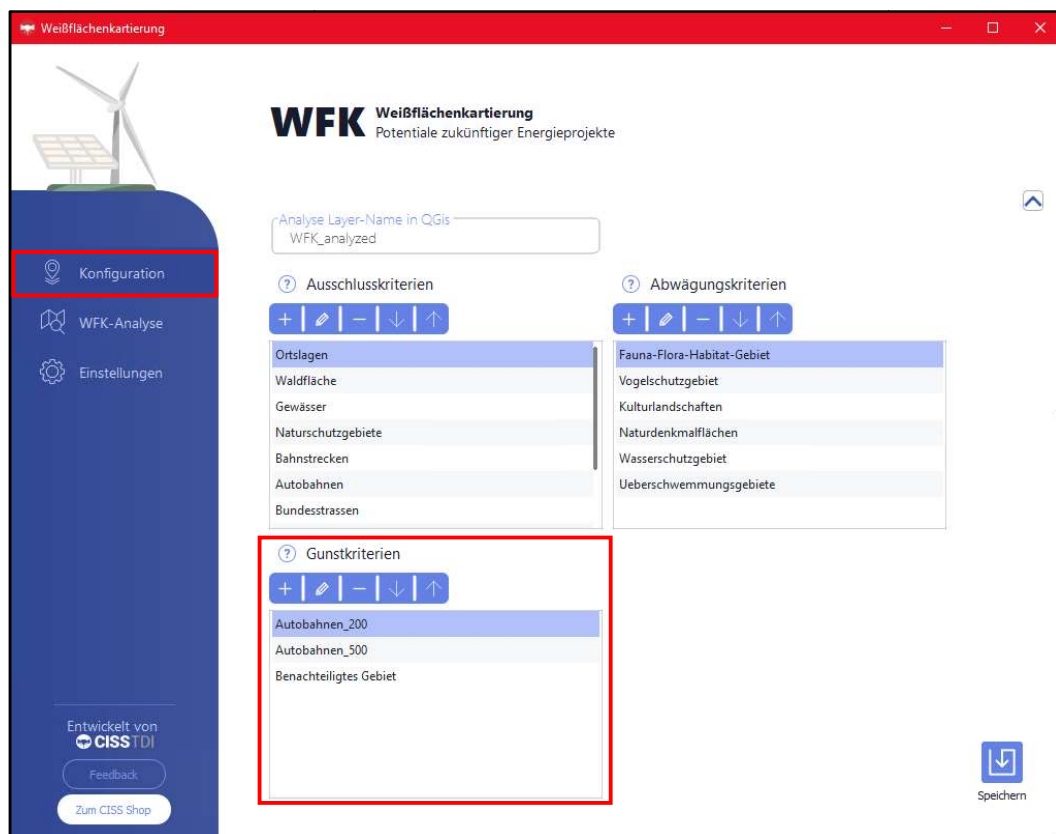 Weißflächenkartierung
WFK
Weißflächenkartierung
Potentiale zukünftiger Energieprojekte
Konfiguration
WFK-Analyse
Einstellungen
Analyse Layer-Name in QGis
WFK_analyzed
? Ausschlusskriterien
Ortslagen
Waldfläche
Gewässer
Naturschutzgebiete
Bahnstrecken
Autobahnen
Bundesstrassen
? Abwägungskriterien
Fauna-Flora-Habitat-Gebiet
Vogelschutzgebiet
Kulturlandschaften
Naturdenkmalflächen
Wasserschutzgebiet
Ueberschwemmungsgebiete
? Gunstkriterien
Autobahnen_200
Autobahnen_500
Benachteiligtes Gebiet
Entwickelt von
CISSTDI
Feedback
Zum CISS Shop
Speichern